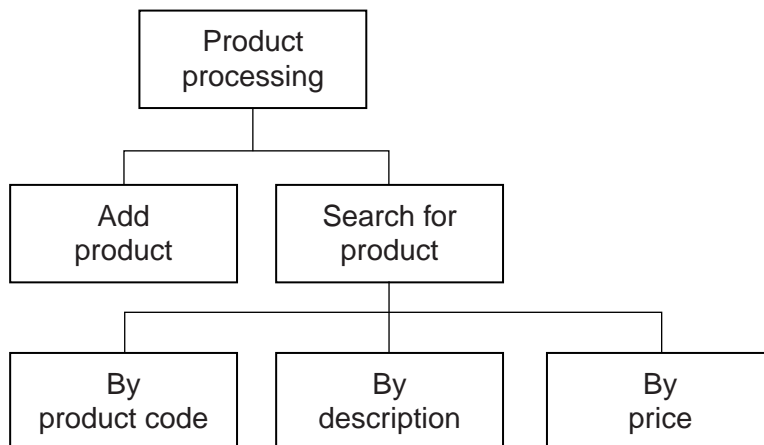 Product
processing
Add
product
Search for
product
By
product code
By
description
By
price